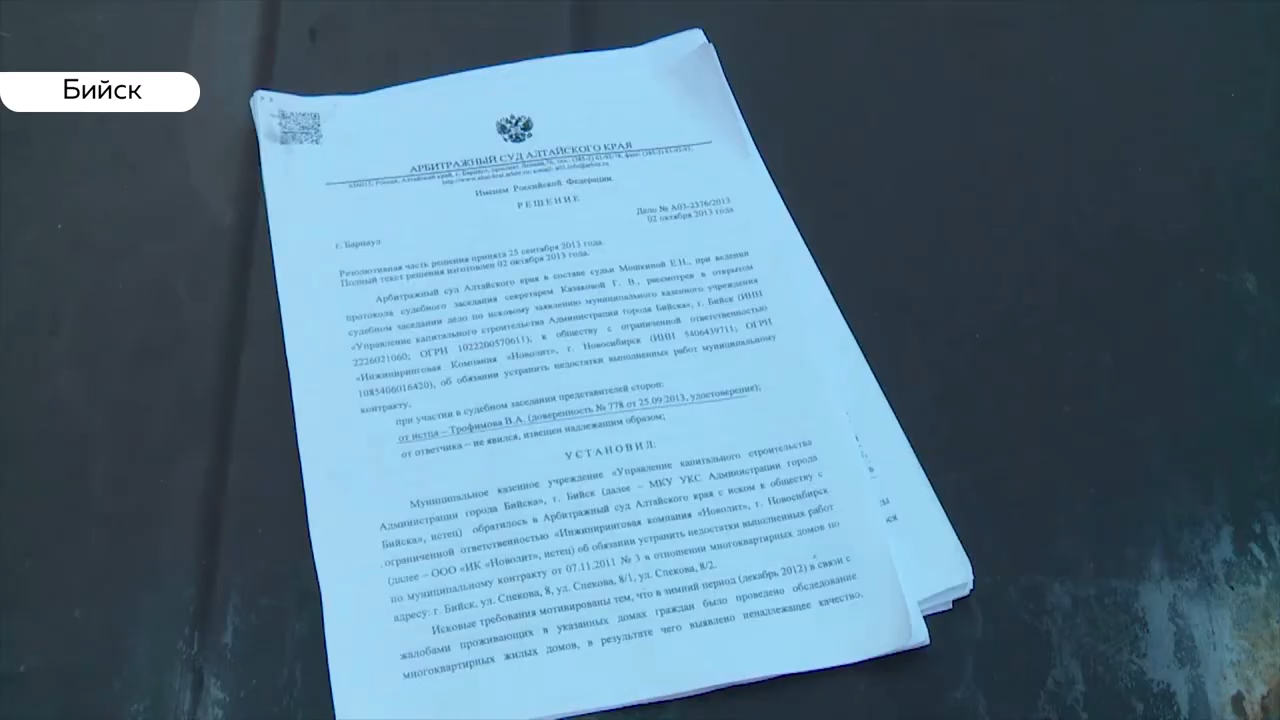 Бийск
АРБИТРАЖНЫЙ СУД АЛТАЙСКОГО КРАЯ
Именем Российской Федерации
РЕШЕНИЕ
Дело № А03-2376/2013
02 октября 2013 года
г. Барнаул
Резолютивная часть решения принята 25 сентября 2013 года.
Полный текст решения изготовлен 02 октября 2013 года.
Арбитражный суд Алтайского края в составе судьи Мошкиной Е.Н., при ведении
протокола судебного заседания секретарем Казаковой Г. В., рассмотрев в открытом
судебном заседании дело по исковому заявлению муниципального казенного учреждения
«Управление капитального строительства Администрации города Бийска», г. Бийск (ИНН
2226021060; ОГРН 1022200570611), к обществу с ограниченной ответственностью
«Инжиниринговая Компания «Новолит», г. Новосибирск (ИНН 5406439711; ОГРН
1085406016420), об обязании устранить недостатки выполненных работ муниципальному
контракту,
при участии в судебном заседании представителей сторон:
от истца – Трофимова В.А. (доверенность № 778 от 25.09.2013, удостоверение);
от ответчика – не явился, извещен надлежащим образом;
УСТАНОВИЛ:
Муниципальное казенное учреждение «Управление капитального строительства
Администрации города Бийска», г. Бийск (далее – МКУ УКС Администрации города
Бийска», истец) обратилось в Арбитражный суд Алтайского края с иском к обществу с
ограниченной ответственностью «Инжиниринговая компания «Новолит», г. Новосибирск
(далее – ООО «ИК «Новолит», истец) об обязании устранить недостатки выполненных работ
по муниципальному контракту от 07.11.2011 № 3 в отношении многоквартирных домов по
адресу: г. Бийск, ул. Спекова, 8, ул. Спекова, 8/1, ул. Спекова, 8/2.
Исковые требования мотивированы тем, что в зимний период (декабрь 2012) в связи с
жалобами проживающих в указанных домах граждан было проведено обследование
многоквартирных жилых домов, в результате чего выявлено ненадлежащее качество.